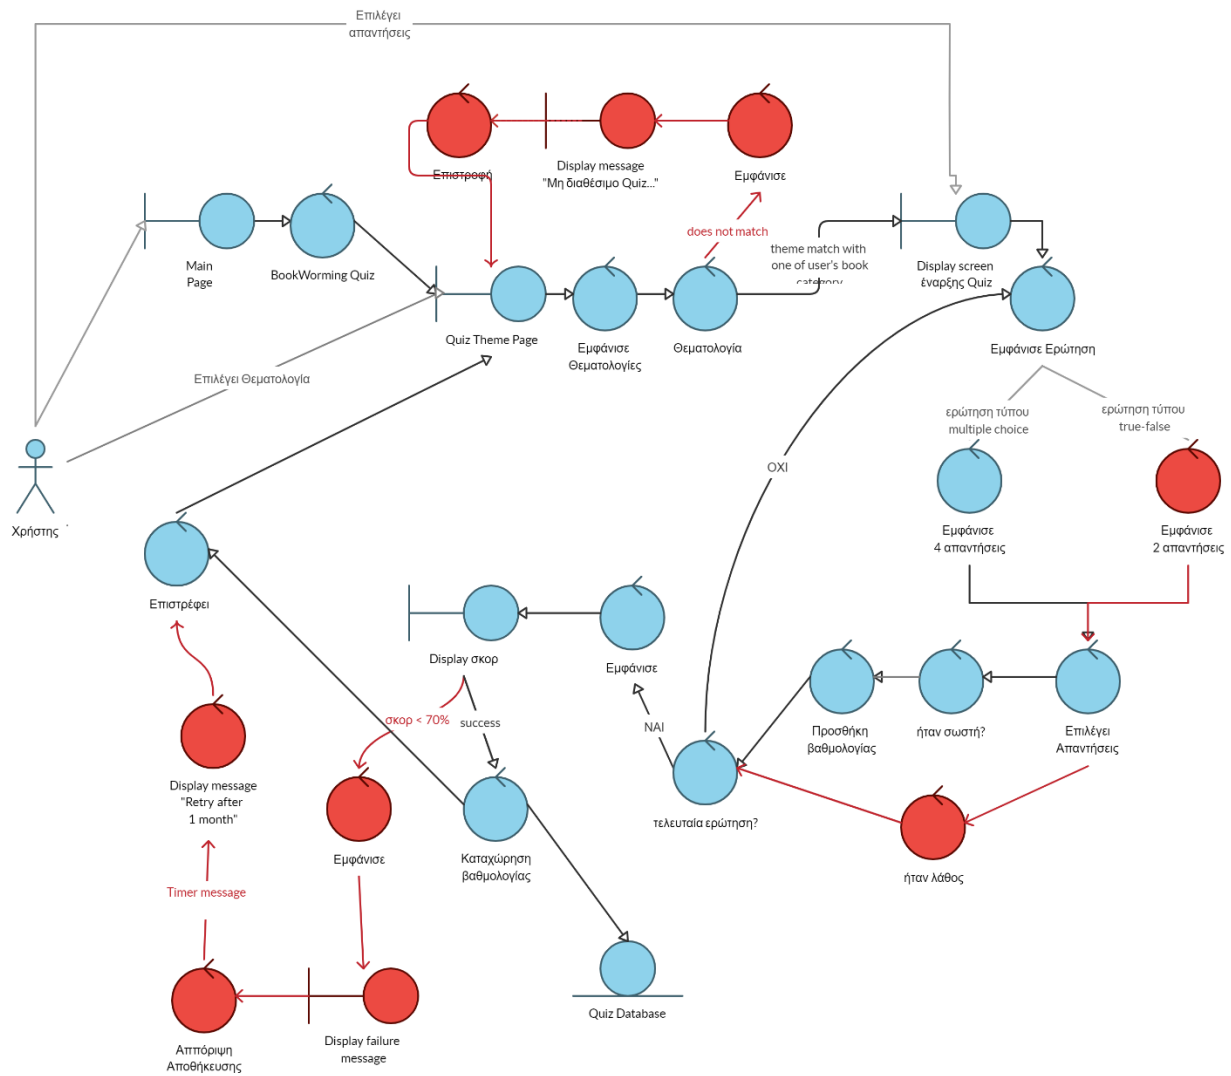 Επιλέγει
απαντήσεις
Επιστροφή
Display message
"Μη διαθέσιμο Quiz..."
Εμφάνισε
does not match
theme match with
one of user's book
category
Main
Page
BookWorming Quiz
Display screen
έναρξης Quiz
Quiz Theme Page
Εμφάνισε
Θεματολογίες
Θεματολογία
Εμφάνισε Ερώτηση
Επιλέγει Θεματολογία
ερώτηση τύπου
multiple choice
ερώτηση τύπου
true-false
ΟΧΙ
Χρήστης
Εμφάνισε
4 απαντήσεις
Εμφάνισε
2 απαντήσεις
Επιστρέφει
Display σκορ
Εμφάνισε
Προσθήκη
βαθμολογίας
ήταν σωστή?
Επιλέγει
Απαντήσεις
σκορ < 70%
success
ΝΑΙ
Display message
"Retry after
1 month"
τελευταία ερώτηση?
Εμφάνισε
Καταχώρηση
βαθμολογίας
ήταν λάθος
Timer message
Quiz Database
Αππόριψη
Αποθήκευσης
Display failure
message